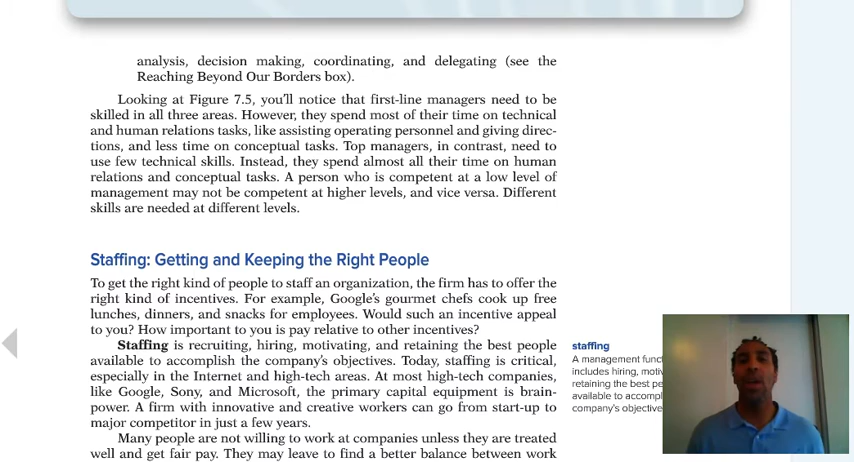 analysis, decision making, coordinating, and delegating (see the
Reaching Beyond Our Borders box).
Looking at Figure 7.5, you'll notice that first-line managers need to be
skilled in all three areas. However, they spend most of their time on technical
and human relations tasks, like assisting operating personnel and giving direc-
tions, and less time on conceptual tasks. Top managers, in contrast, need to
use few technical skills. Instead, they spend almost all their time on human
relations and conceptual tasks. A person who is competent at a low level of
management may not be competent at higher levels, and vice versa. Different
skills are needed at different levels.
Staffing: Getting and Keeping the Right People
To get the right kind of people to staff an organization, the firm has to offer the
right kind of incentives. For example, Google's gourmet chefs cook up free
lunches, dinners, and snacks for employees. Would such an incentive appeal
to you? How important to you is pay relative to other incentives?
Staffing is recruiting, hiring, motivating, and retaining the best people
available to accomplish the company's objectives. Today, staffing is critical,
especially in the Internet and high-tech areas. At most high-tech companies,
like Google, Sony, and Microsoft, the primary capital equipment is brain-
power. A firm with innovative and creative workers can go from start-up to
major competitor in just a few years.
Many people are not willing to work at companies unless they are treated
well and get fair pay. They may leave to find a better balance between work
staffing
A management
includes hiring,
retaining the best
available to
company's